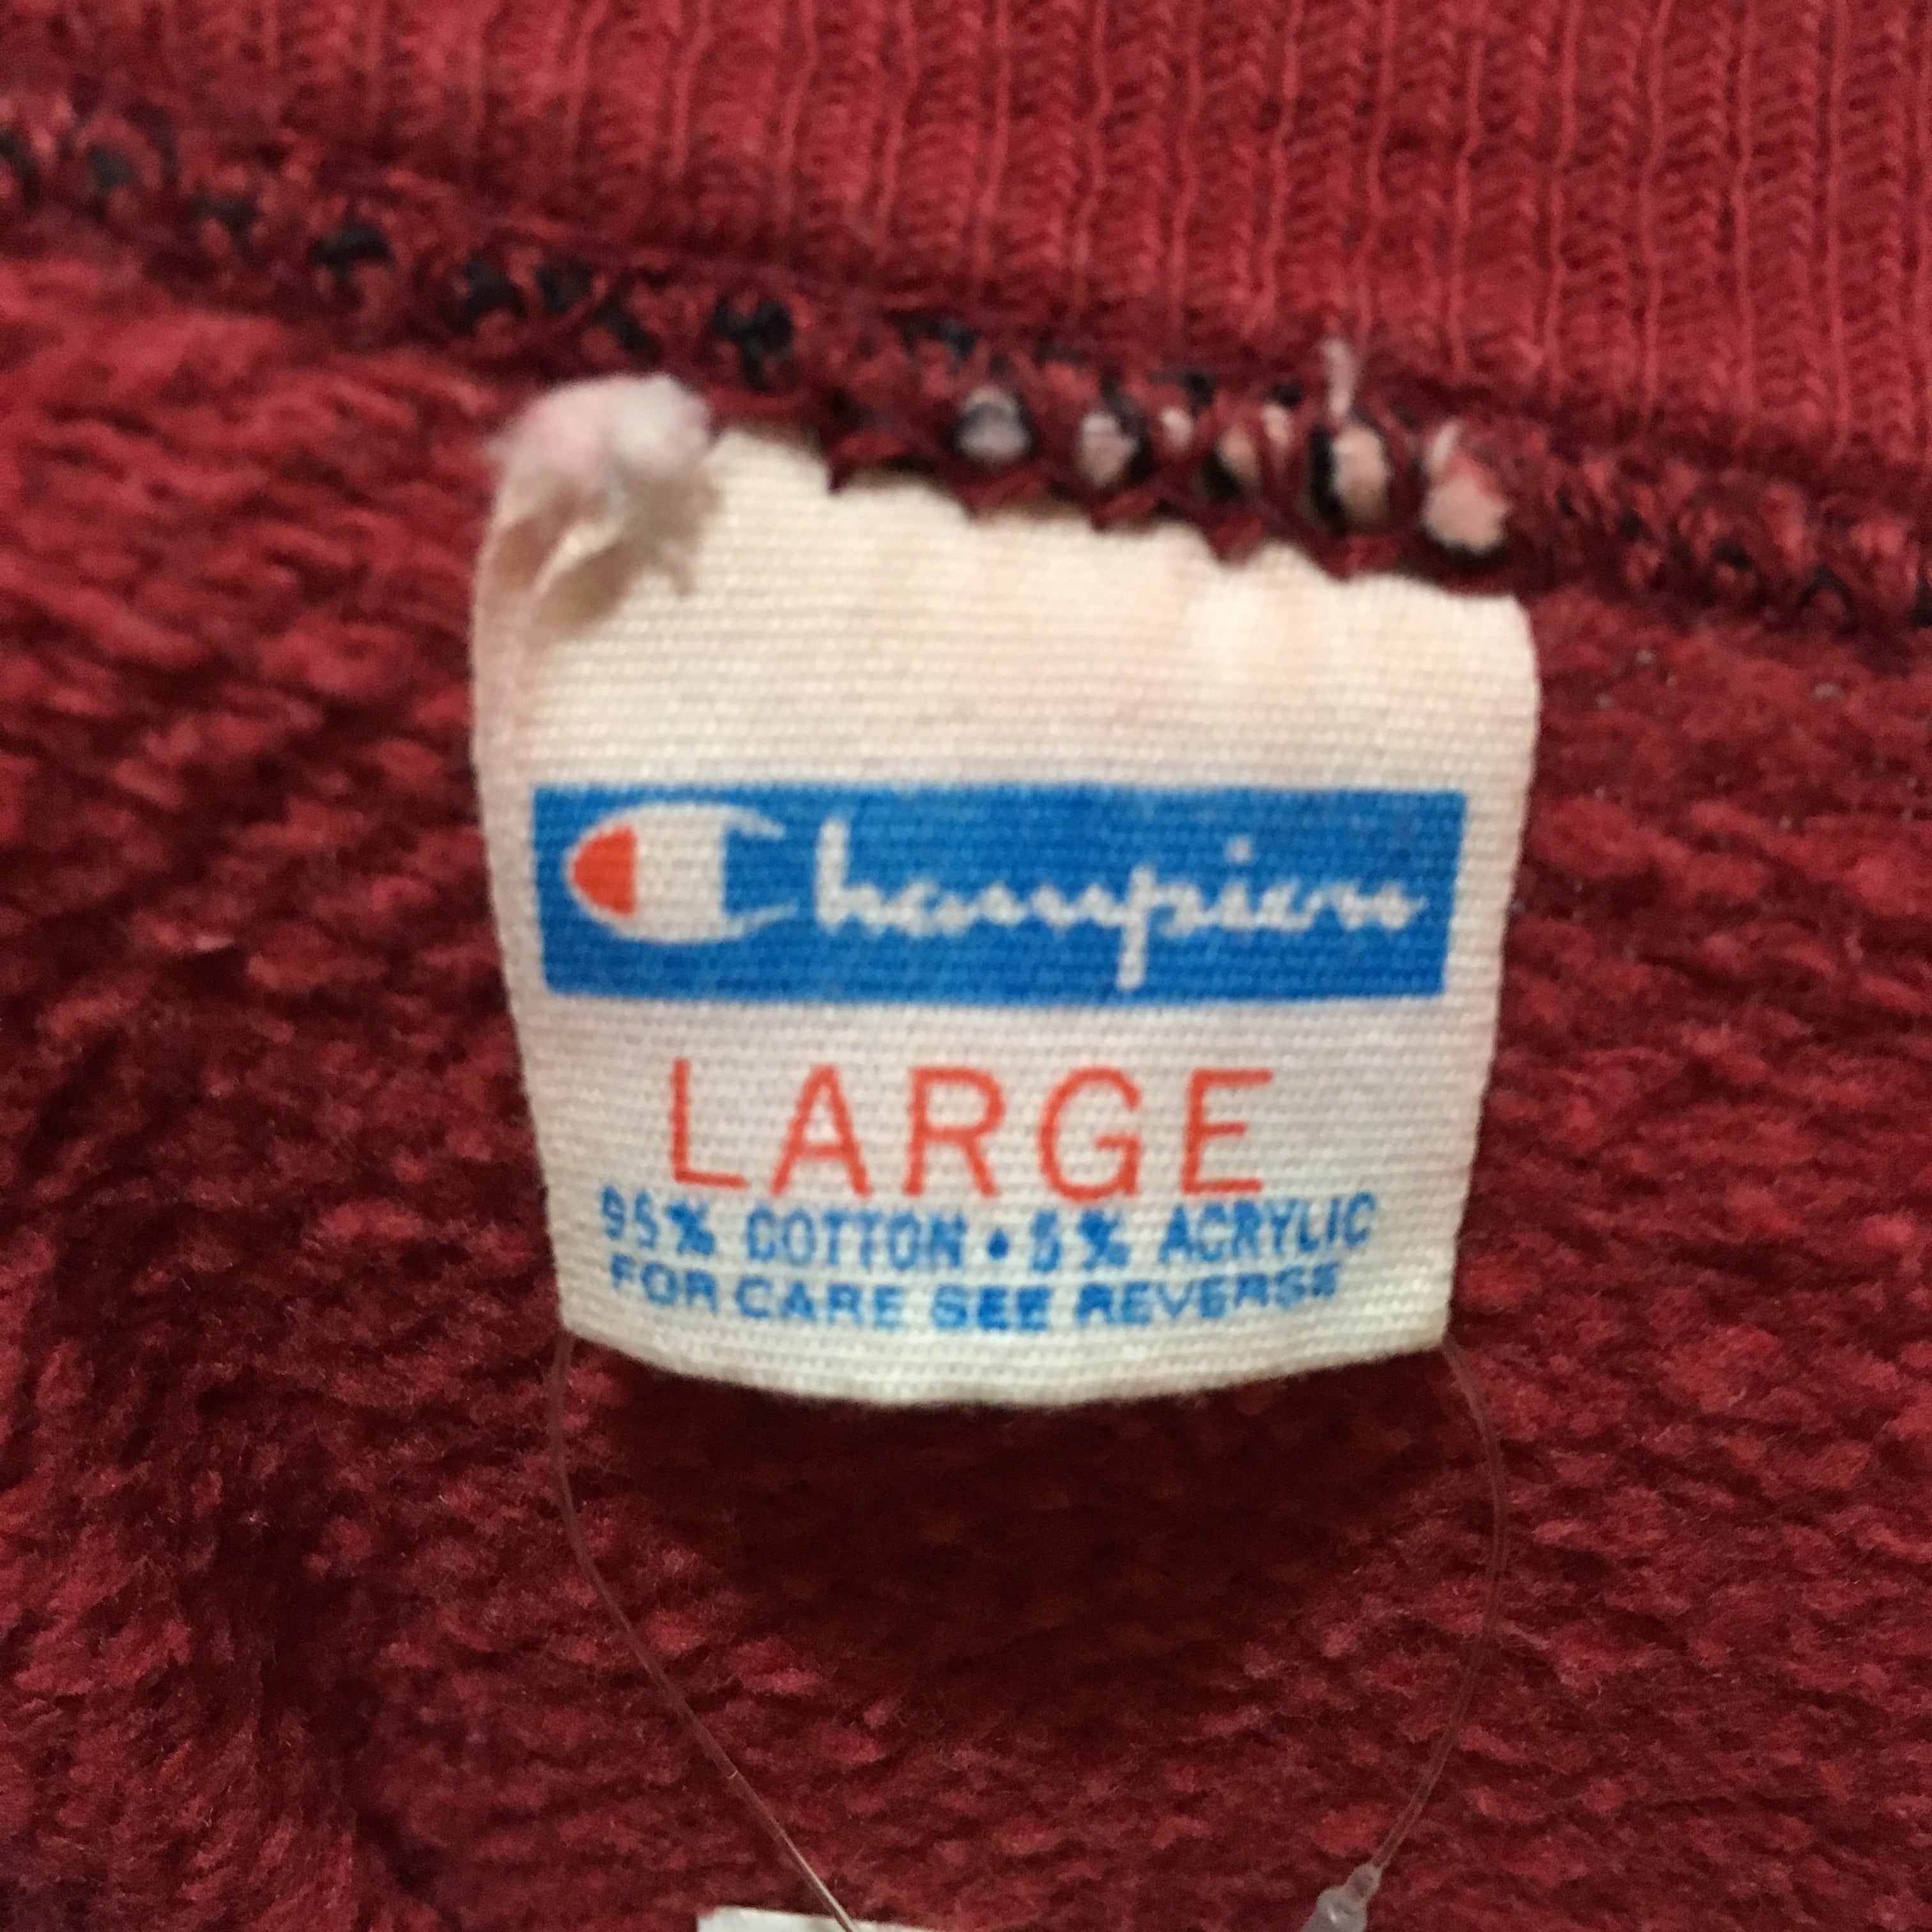 Champion
LARGE
95% COTTON • 5% ACRYLIC
FOR CARE SEE REVERSE